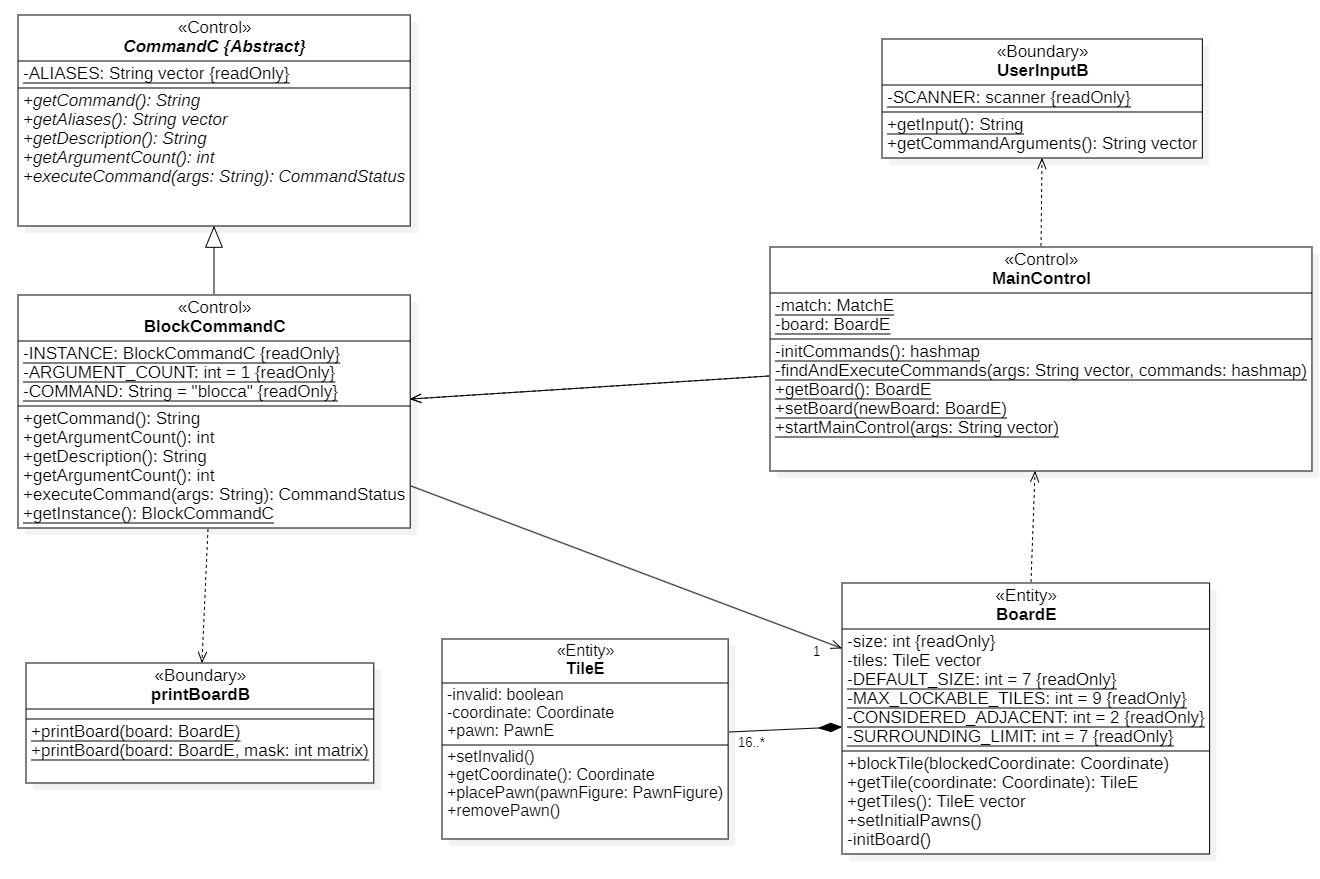 «Control»
CommandC {Abstract}
-ALIASES: String vector {readOnly}
+getCommand(): String
+getAliases(): String vector
+getDescription(): String
+getArgumentCount(): int
+executeCommand(args: String): CommandStatus
«Boundary»
UserInputB
-SCANNER: scanner {readOnly}
+getInput(): String
+getCommandArguments(): String vector
«Control»
MainControl
-match: MatchE
-board: BoardE
-initCommands(): hashmap
-findAndExecuteCommands(args: String vector, commands: hashmap)
+getBoard(): BoardE
+setBoard(newBoard: BoardE)
+startMainControl(args: String vector)
«Control»
BlockCommandC
-INSTANCE: BlockCommandC {readOnly}
-ARGUMENT_COUNT: int = 1 {readOnly}
-COMMAND: String = "blocca" {readOnly}
+getCommand(): String
+getArgumentCount(): int
+getDescription(): String
+getArgumentCount(): int
+executeCommand(args: String): CommandStatus
+getInstance(): BlockCommandC
«Boundary»
printBoardB
+printBoard(board: BoardE)
+printBoard(board: BoardE, mask: int matrix)
«Entity»
TileE
-invalid: boolean
-coordinate: Coordinate
+pawn: PawnE
+setInvalid()
+getCoordinate(): Coordinate
+placePawn(pawnFigure: PawnFigure)
+removePawn()
1
16..*
«Entity»
BoardE
-size: int {readOnly}
-tiles: TileE vector
-DEFAULT_SIZE: int = 7 {readOnly}
-MAX_LOCKABLE_TILES: int = 9 {readOnly}
-CONSIDERED_ADJACENT: int = 2 {readOnly}
-SURROUNDING_LIMIT: int = 7 {readOnly}
+blockTile(blockedCoordinate: Coordinate)
+getTile(coordinate: Coordinate): TileE
+getTiles(): TileE vector
+setInitialPawns()
-initBoard()